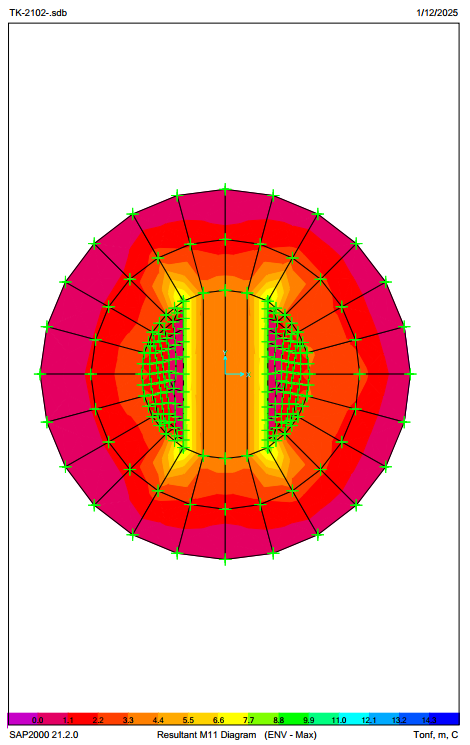 TK-2102-.sdb 1/12/2025
0.0 1.1 2.2 3.3 4.4 5.5 6.6 7.7 8.8 9.9 11.0 12.1 13.2
SAP2000 21.2.0 Resultant M11 Diagram (ENV - Max) Tonf, m, C